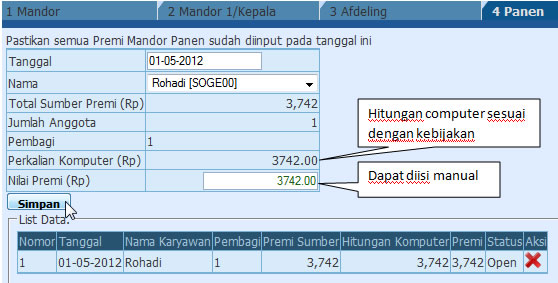 1 Mandor 2 Mandor 1/Kepala 3 Afdeling 4 Panen
Pastikan semua Premi Mandor Panen sudah diinput pada tanggal ini
Tanggal 01-05-2012
Nama Rohadi [SOGE00]
Total Sumber Premi (Rp) 3,742
Jumlah Anggota 1
Pembagi 1
Perkalian Komputer (Rp) 3742.00
Nilai Premi (Rp) 3742.00
Hitungan computer sesuai
dengan kebijakan
Dapat diisi manual
Simpan
List Data:
Nomor Tanggal Nama Karyawan Pembagi Premi Sumber Hitungan Komputer Premi Status Aksi
1 01-05-2012 Rohadi 1 3,742 3,742 3,742 Open